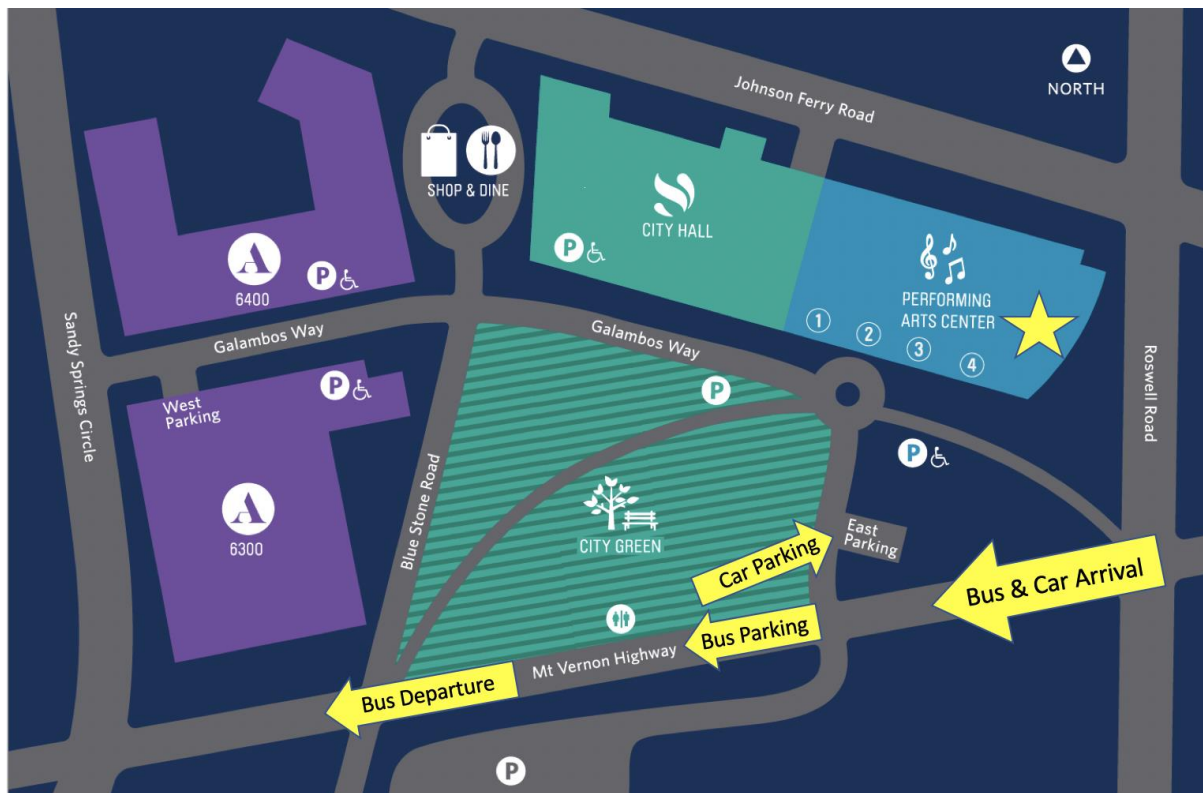 Johnson Ferry Road
NORTH
SHOP & DINE
CITY HALL
P
PERFORMING
ARTS CENTER
A
6400
P
1
2
3
4
Sandy Springs Circle
Galambos Way
Galambos Way
Roswell Road
P
West
Parking
P
P
Blue Stone Road
A
6300
CITY GREEN
East
Parking
Car Parking
Bus & Car Arrival
Bus Parking
Mt Vernon Highway
Bus Departure
P